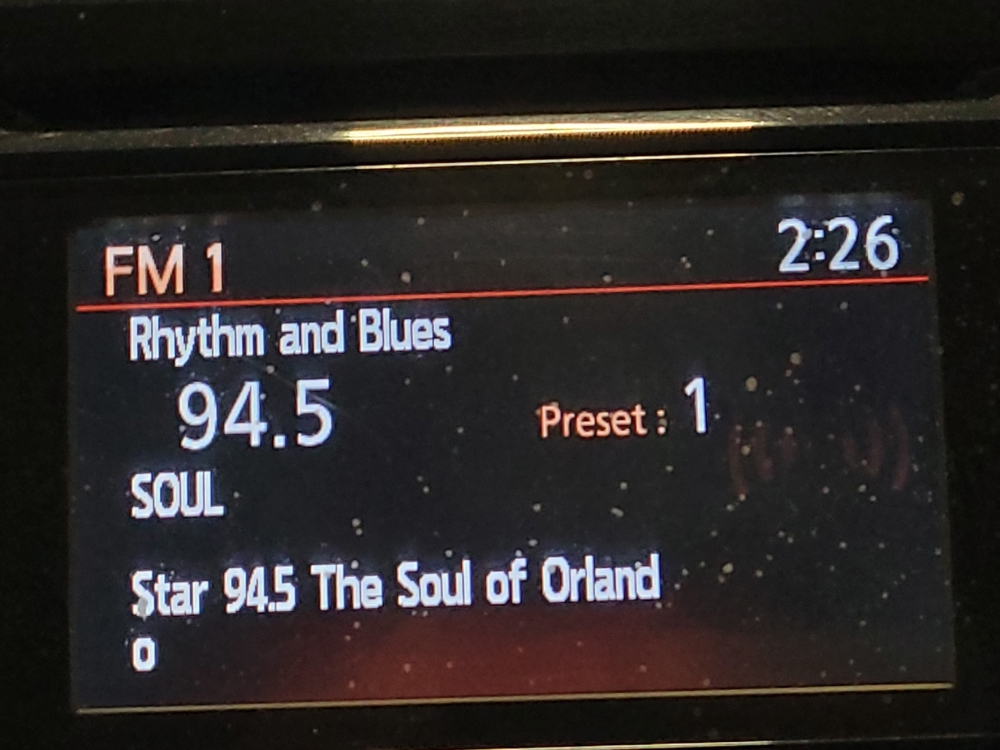 FM 1 2:26
Rhythm and Blues
94.5 Preset : 1
SOUL
Star 94.5 The Soul of Orland
o